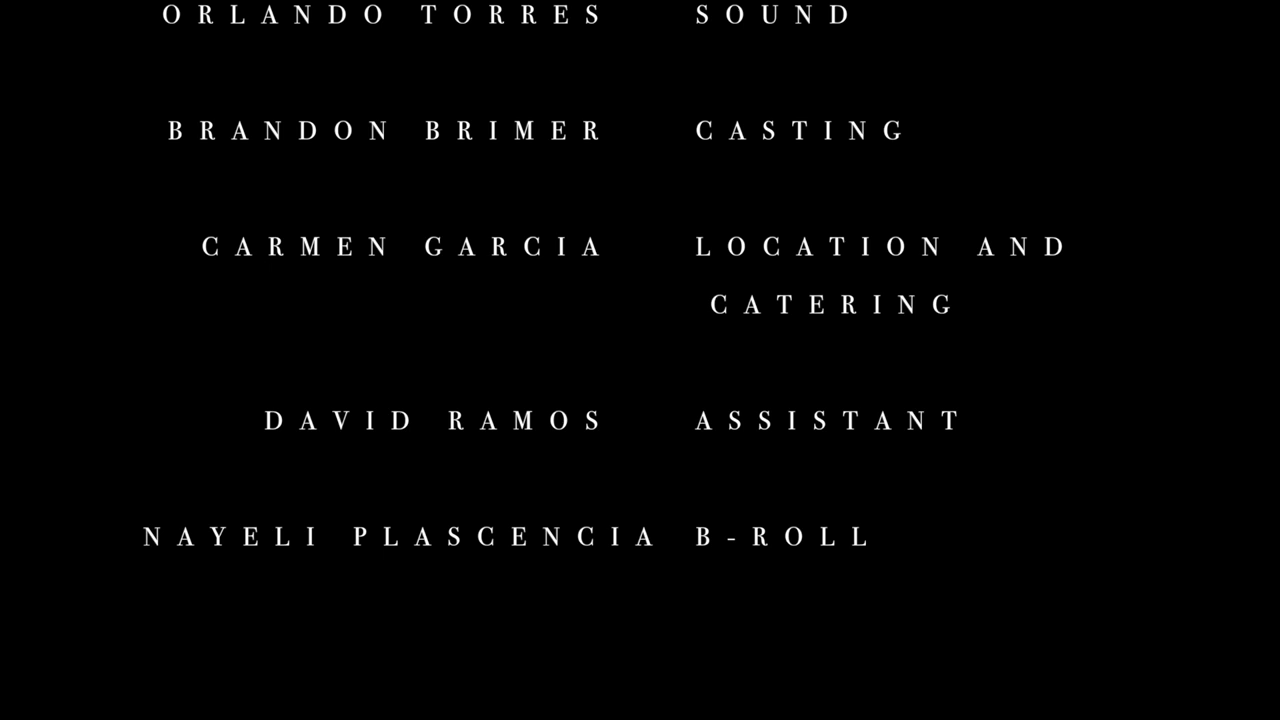 ORLANDO TORRES SOUND
BRANDON BRIMER CASTING
CARMEN GARCIA LOCATION AND
CATERING
DAVID RAMOS ASSISTANT
NAYELI PLASCENCIA B-ROLL